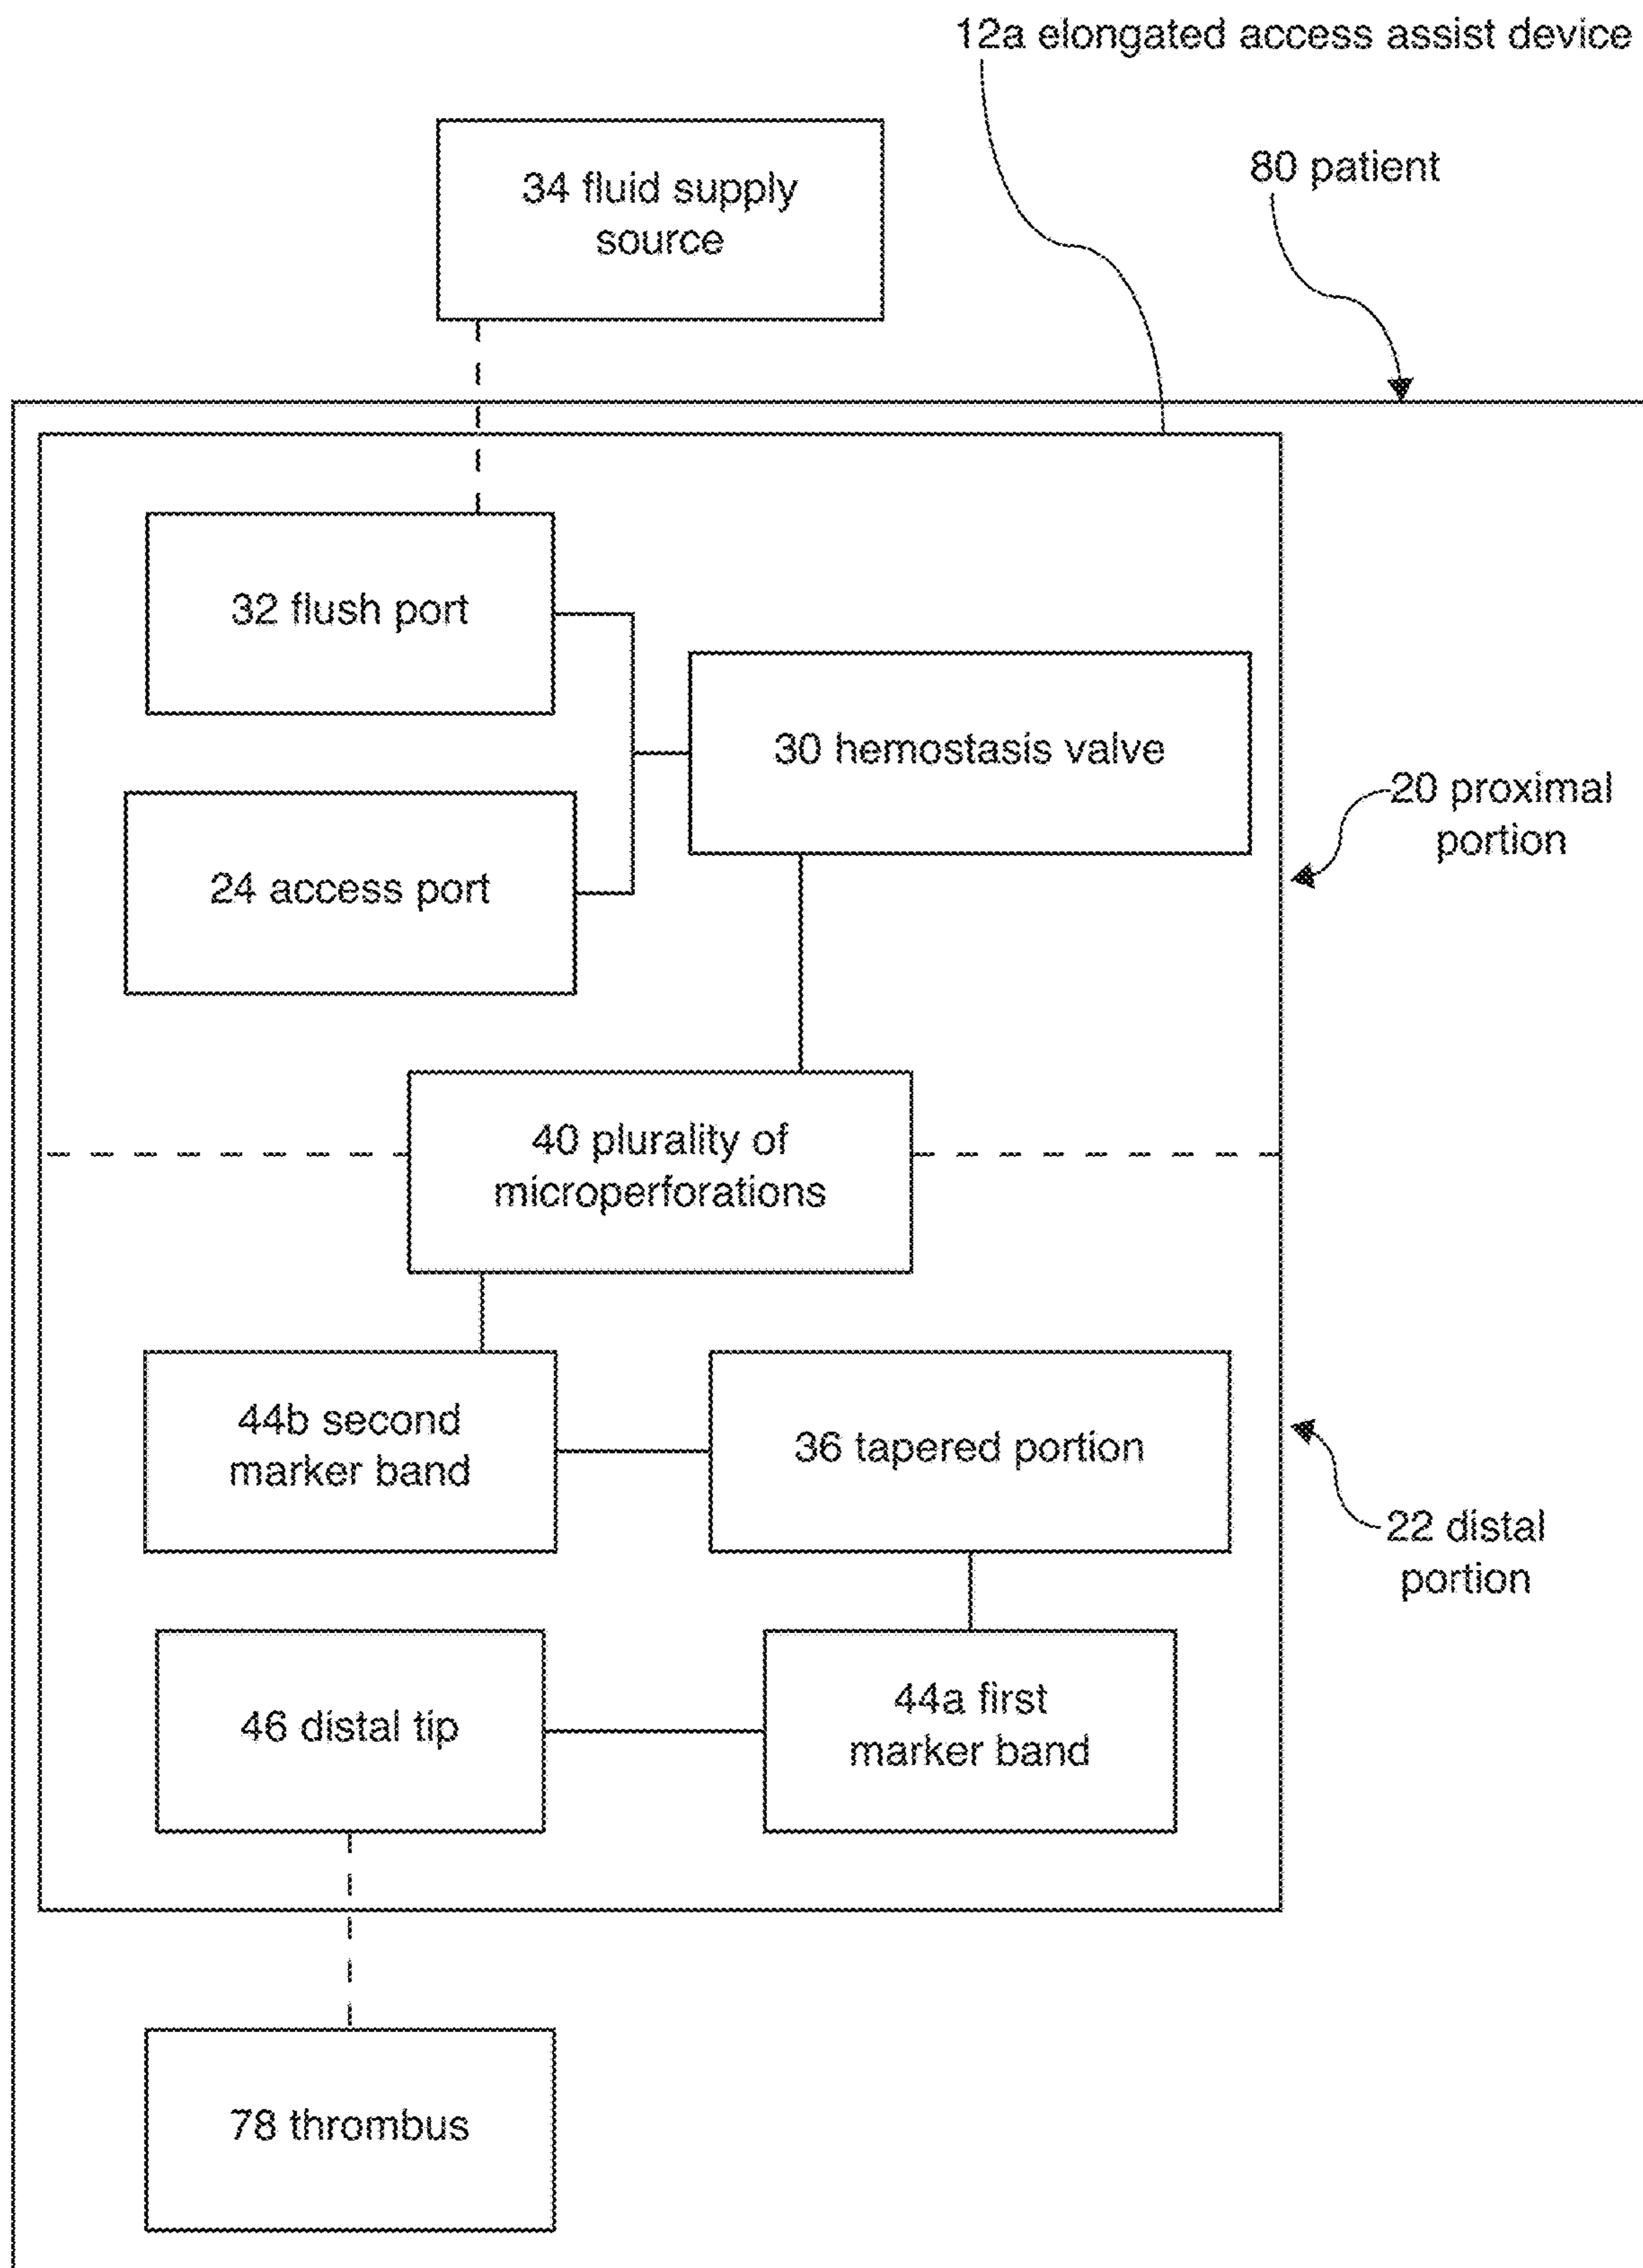 12a elongated access assist device
80 patient
34 fluid supply
source
32 flush port
30 hemostasis valve
20 proximal
portion
24 access port
40 plurality of
microperforations
44b second
marker band
36 tapered portion
22 distal
portion
46 distal tip
44a first
marker band
78 thrombus